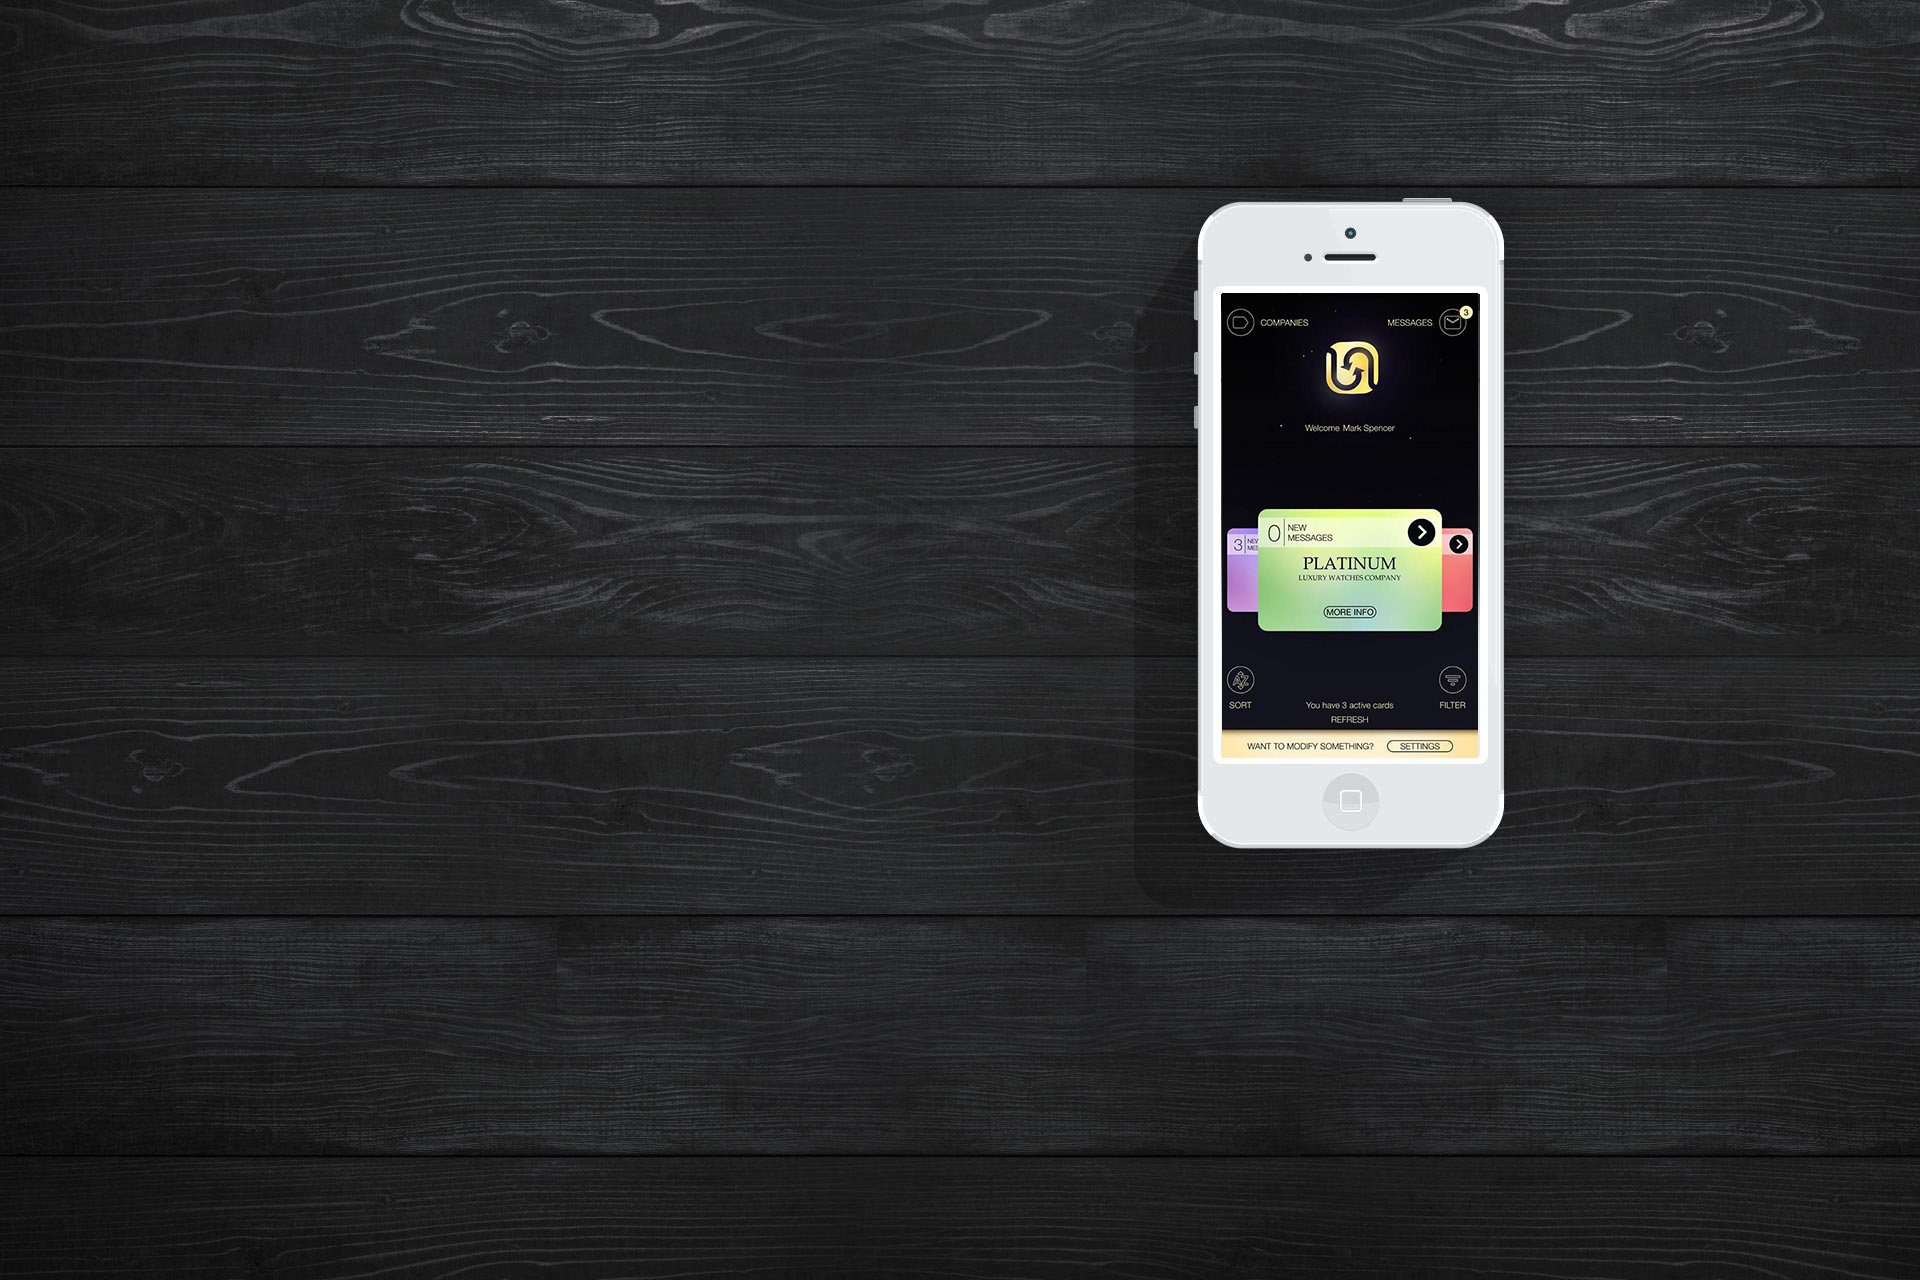 COMPANIES
MESSAGES
3
Welcome Mark Spencer
3
NEW
MES
0
NEW
MESSAGES
PLATINUM
LUXURY WATCHES COMPANY
MORE INFO
AZ
SORT
FILTER
You have 3 active cards
REFRESH
WANT TO MODIFY SOMETHING?
SETTINGS